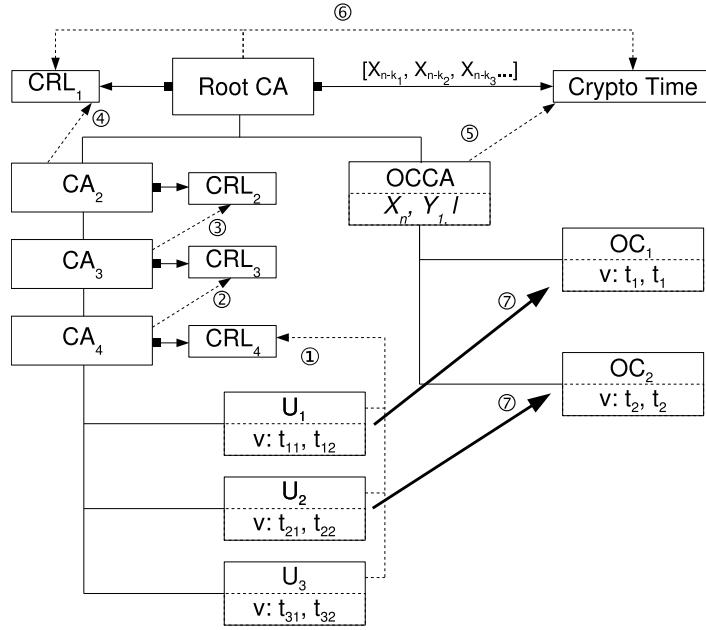 ⑥
CRL₁
Root CA
[Xₙ₋ₖ₁, Xₙ₋ₖ₂, Xₙ₋ₖ₃...]
Crypto Time
④
⑤
CA₂
CRL₂
OCCA
Xₙ, Y₁, l
③
CA₃
CRL₃
OC₁
v: t₁, t₁
②
⑦
CA₄
CRL₄
①
OC₂
v: t₂, t₂
⑦
U₁
v: t₁₁, t₁₂
U₂
v: t₂₁, t₂₂
U₃
v: t₃₁, t₃₂